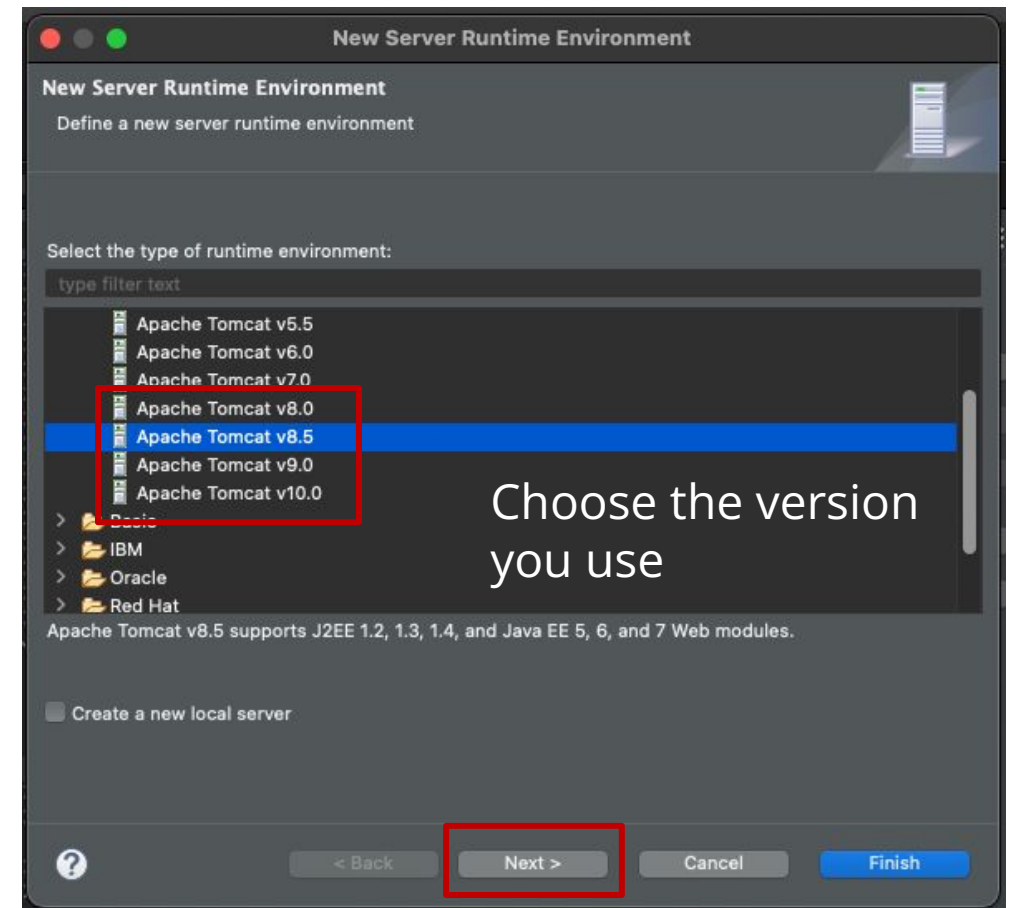 New Server Runtime Environment
New Server Runtime Environment
Define a new server runtime environment
Select the type of runtime environment:
type filter text
Apache Tomcat v5.5
Apache Tomcat v6.0
Apache Tomcat v7.0
Apache Tomcat v8.0
Apache Tomcat v8.5
Apache Tomcat v9.0
Apache Tomcat v10.0
Choose the version
you use
> Basic
> IBM
> Oracle
> Red Hat
Apache Tomcat v8.5 supports J2EE 1.2, 1.3, 1.4, and Java EE 5, 6, and 7 Web modules.
Create a new local server
? < Back Next > Cancel Finish